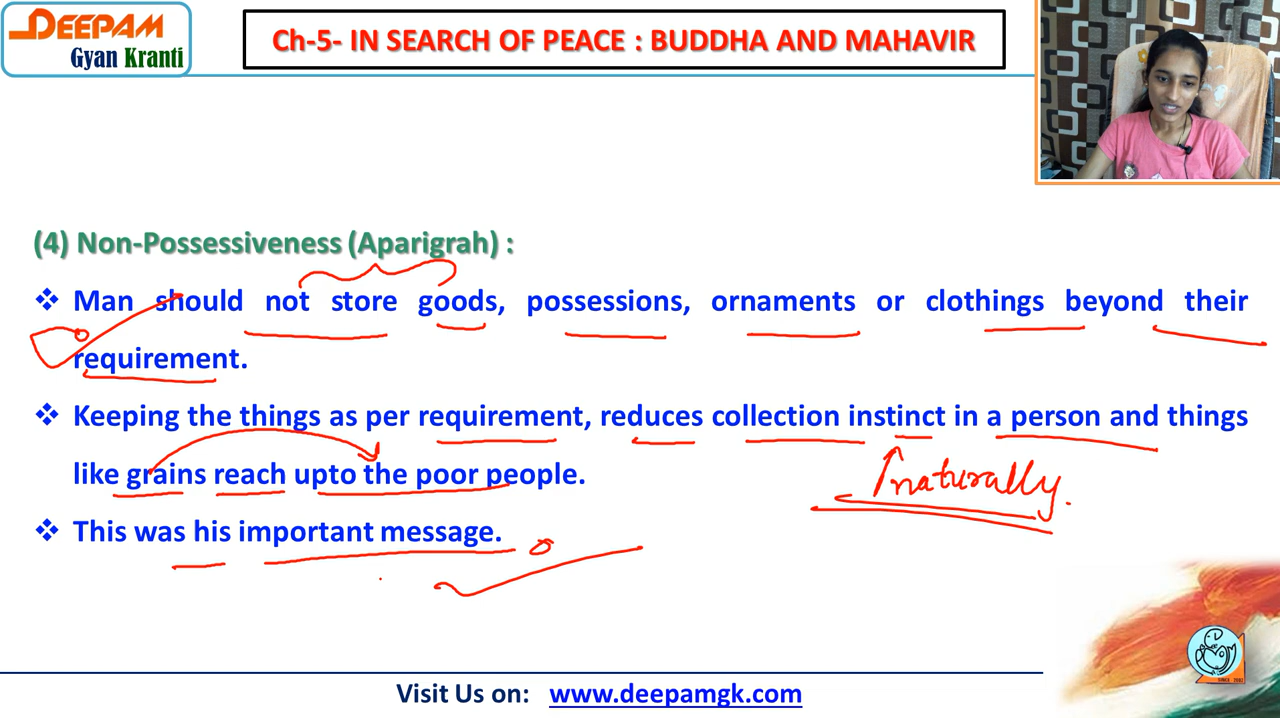 DEEPAM
Gyan Kranti
Ch-5- IN SEARCH OF PEACE : BUDDHA AND MAHAVIR
(4) Non-Possessiveness (Aparigrah) :
❖ Man should not store goods, possessions, ornaments or clothings beyond their
requirement.
❖ Keeping the things as per requirement, reduces collection instinct in a person and things
like grains reach upto the poor people.
naturally.
❖ This was his important message.
SINCE 2002
Visit Us on: www.deepamgk.com